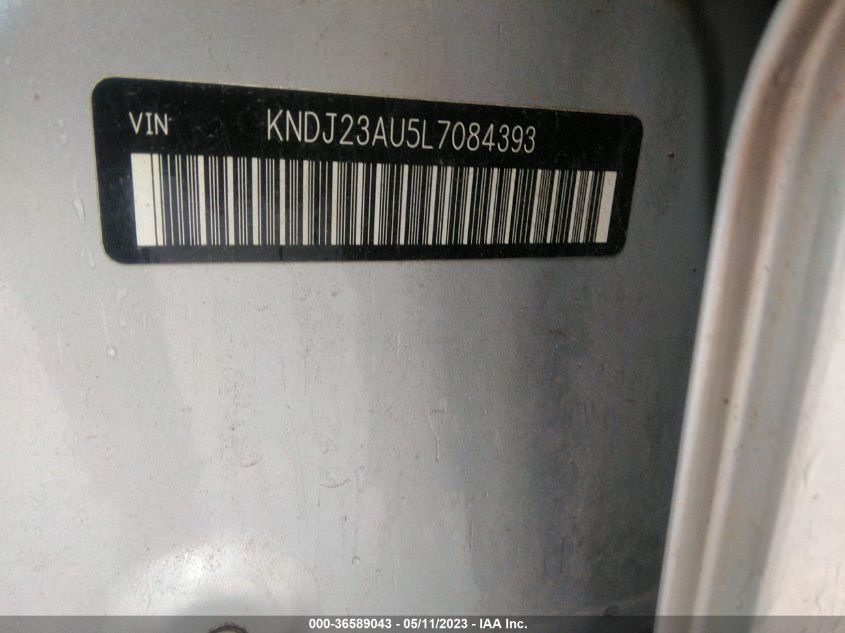 VIN KNDJ23AU5L7084393
000-36589043 - 05/11/2023 - IAA Inc.